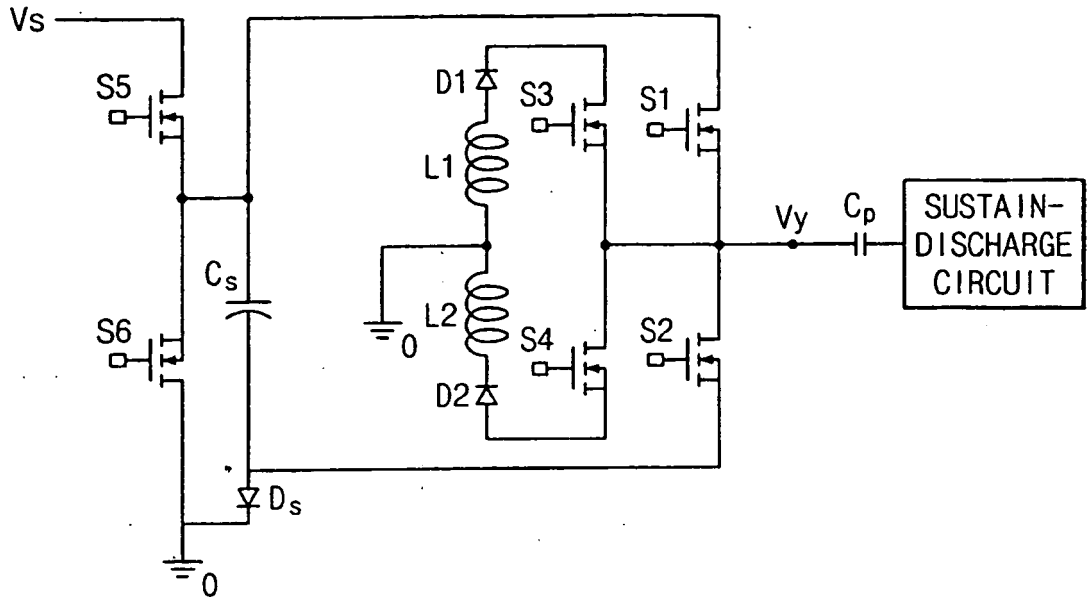 Vs
S5
D1
S3
S1
L1
Vy
Cp
SUSTAIN-
DISCHARGE
CIRCUIT
Cs
L2
0
S6
S4
S2
D2
Ds
0